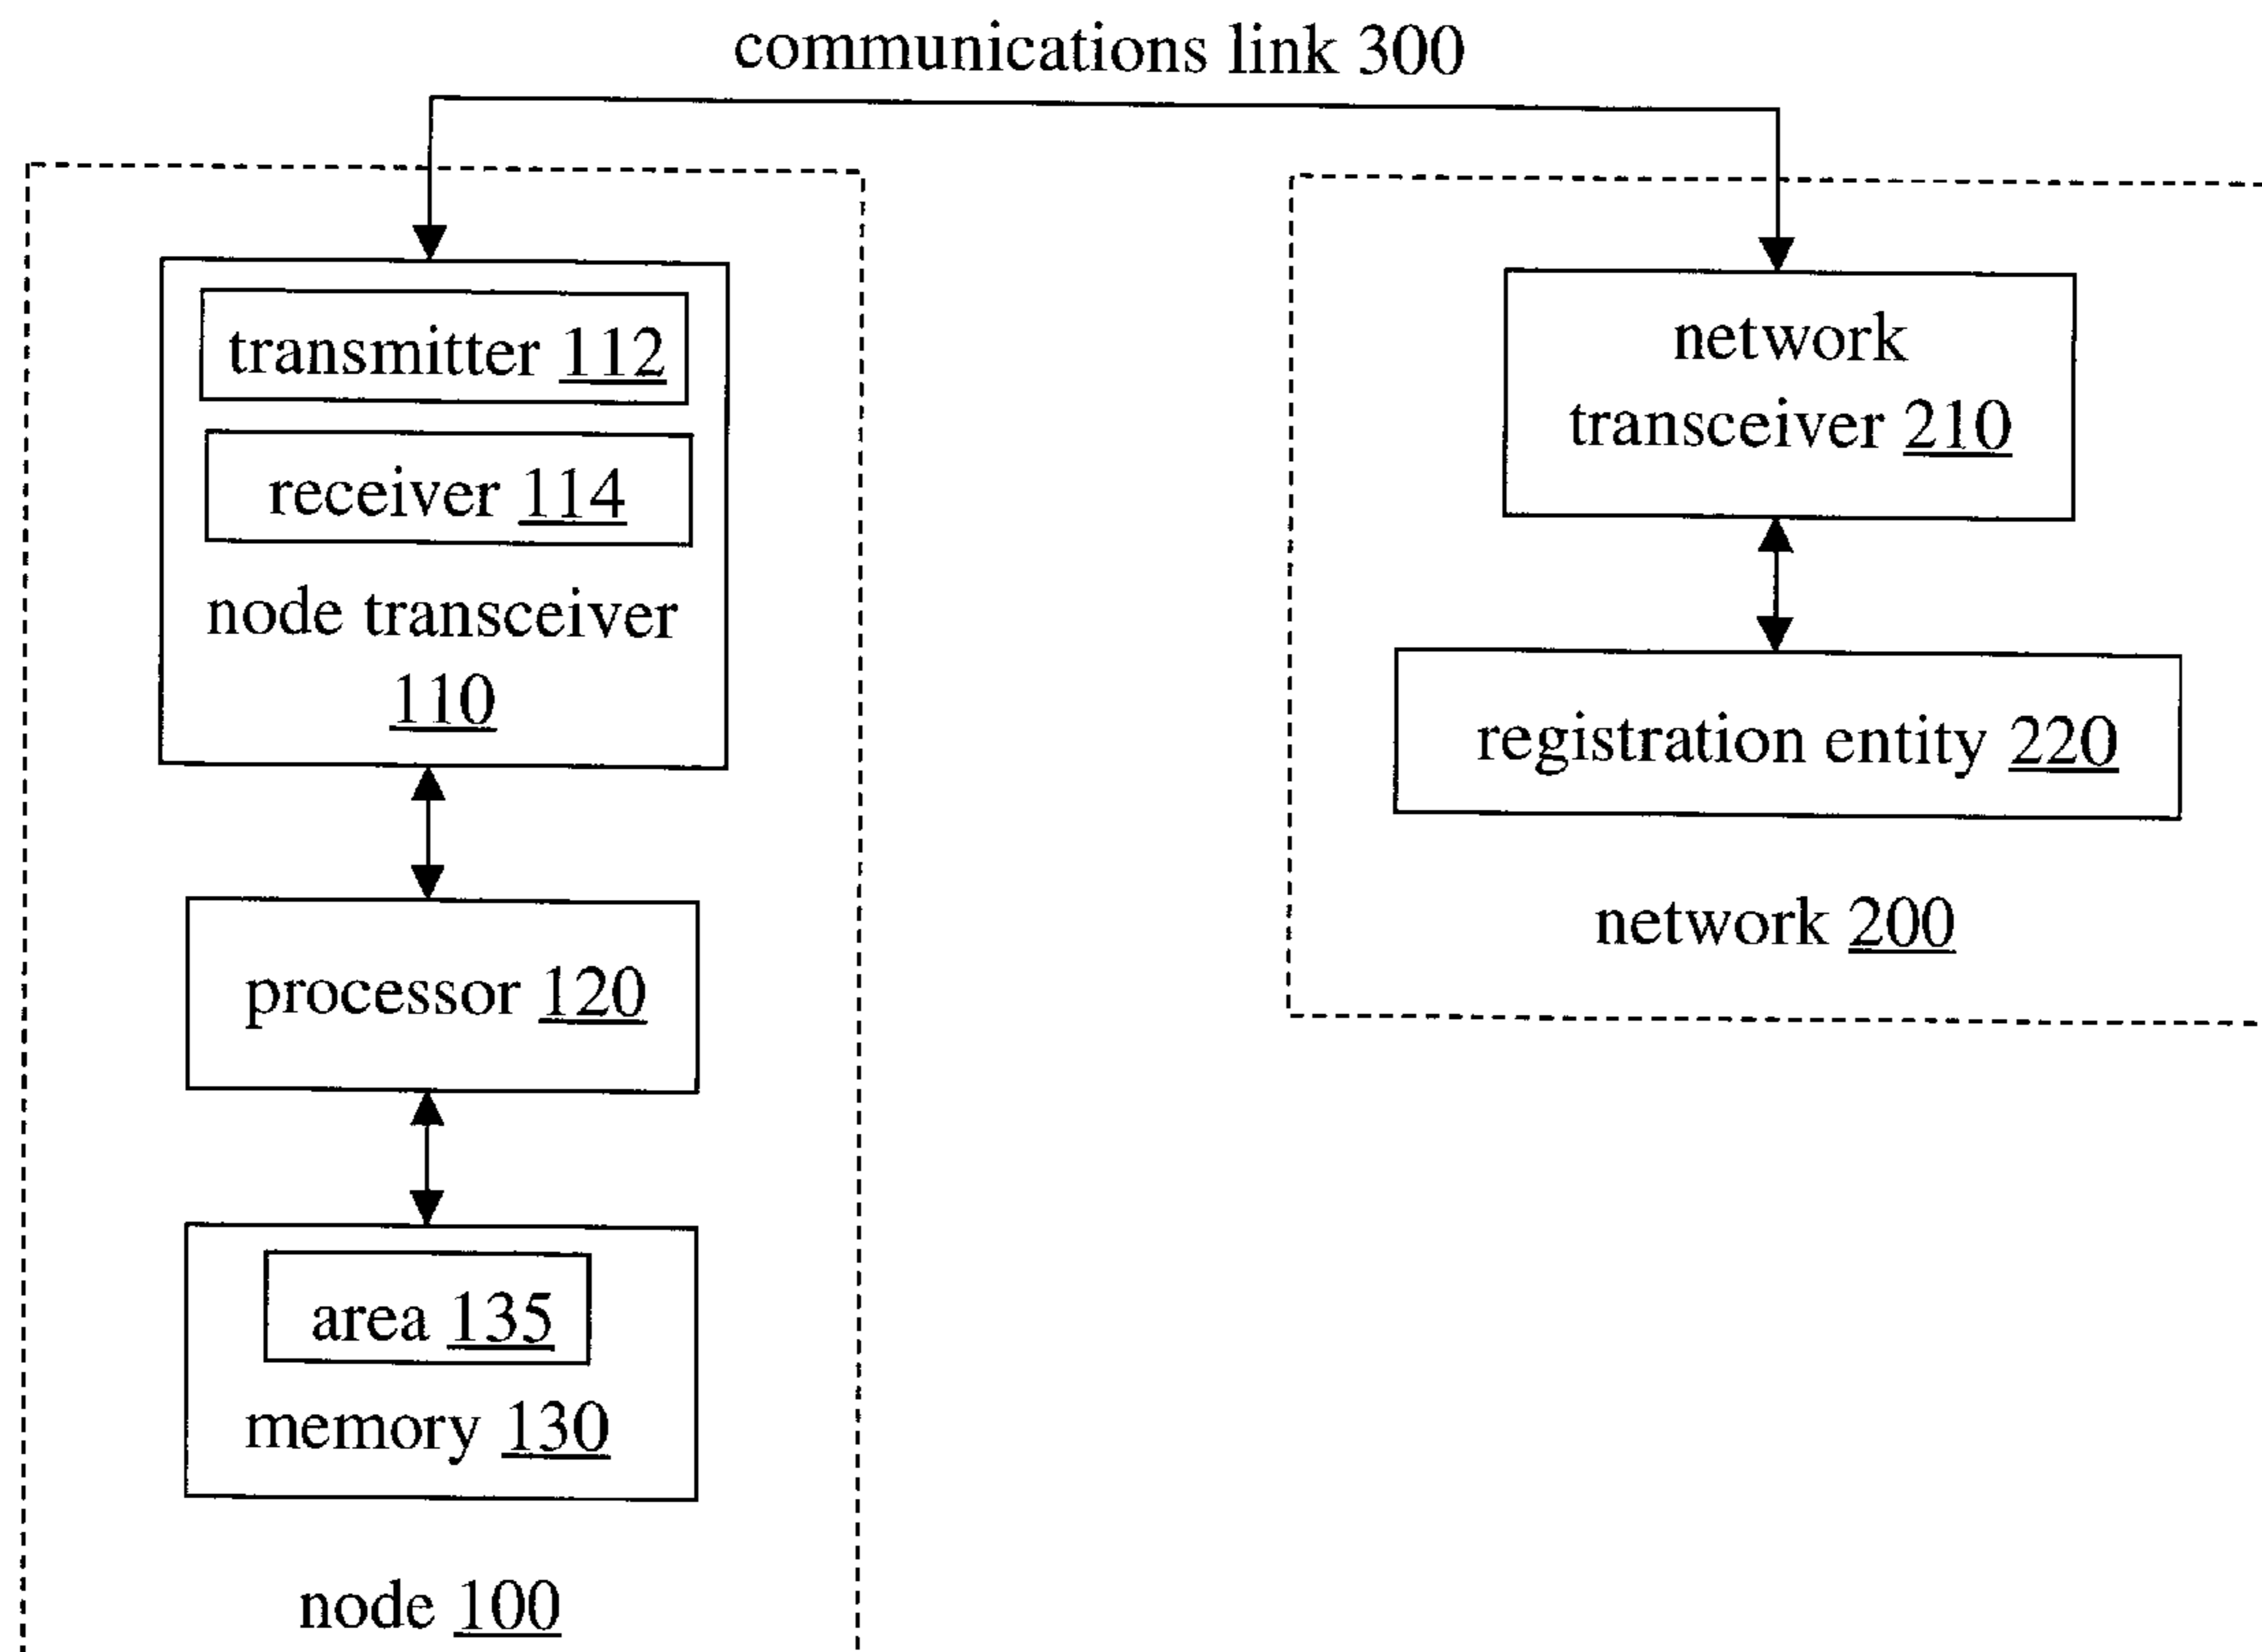 communications link 300
transmitter 112
receiver 114
node transceiver
110
processor 120
area 135
memory 130
node 100
network
transceiver 210
registration entity 220
network 200